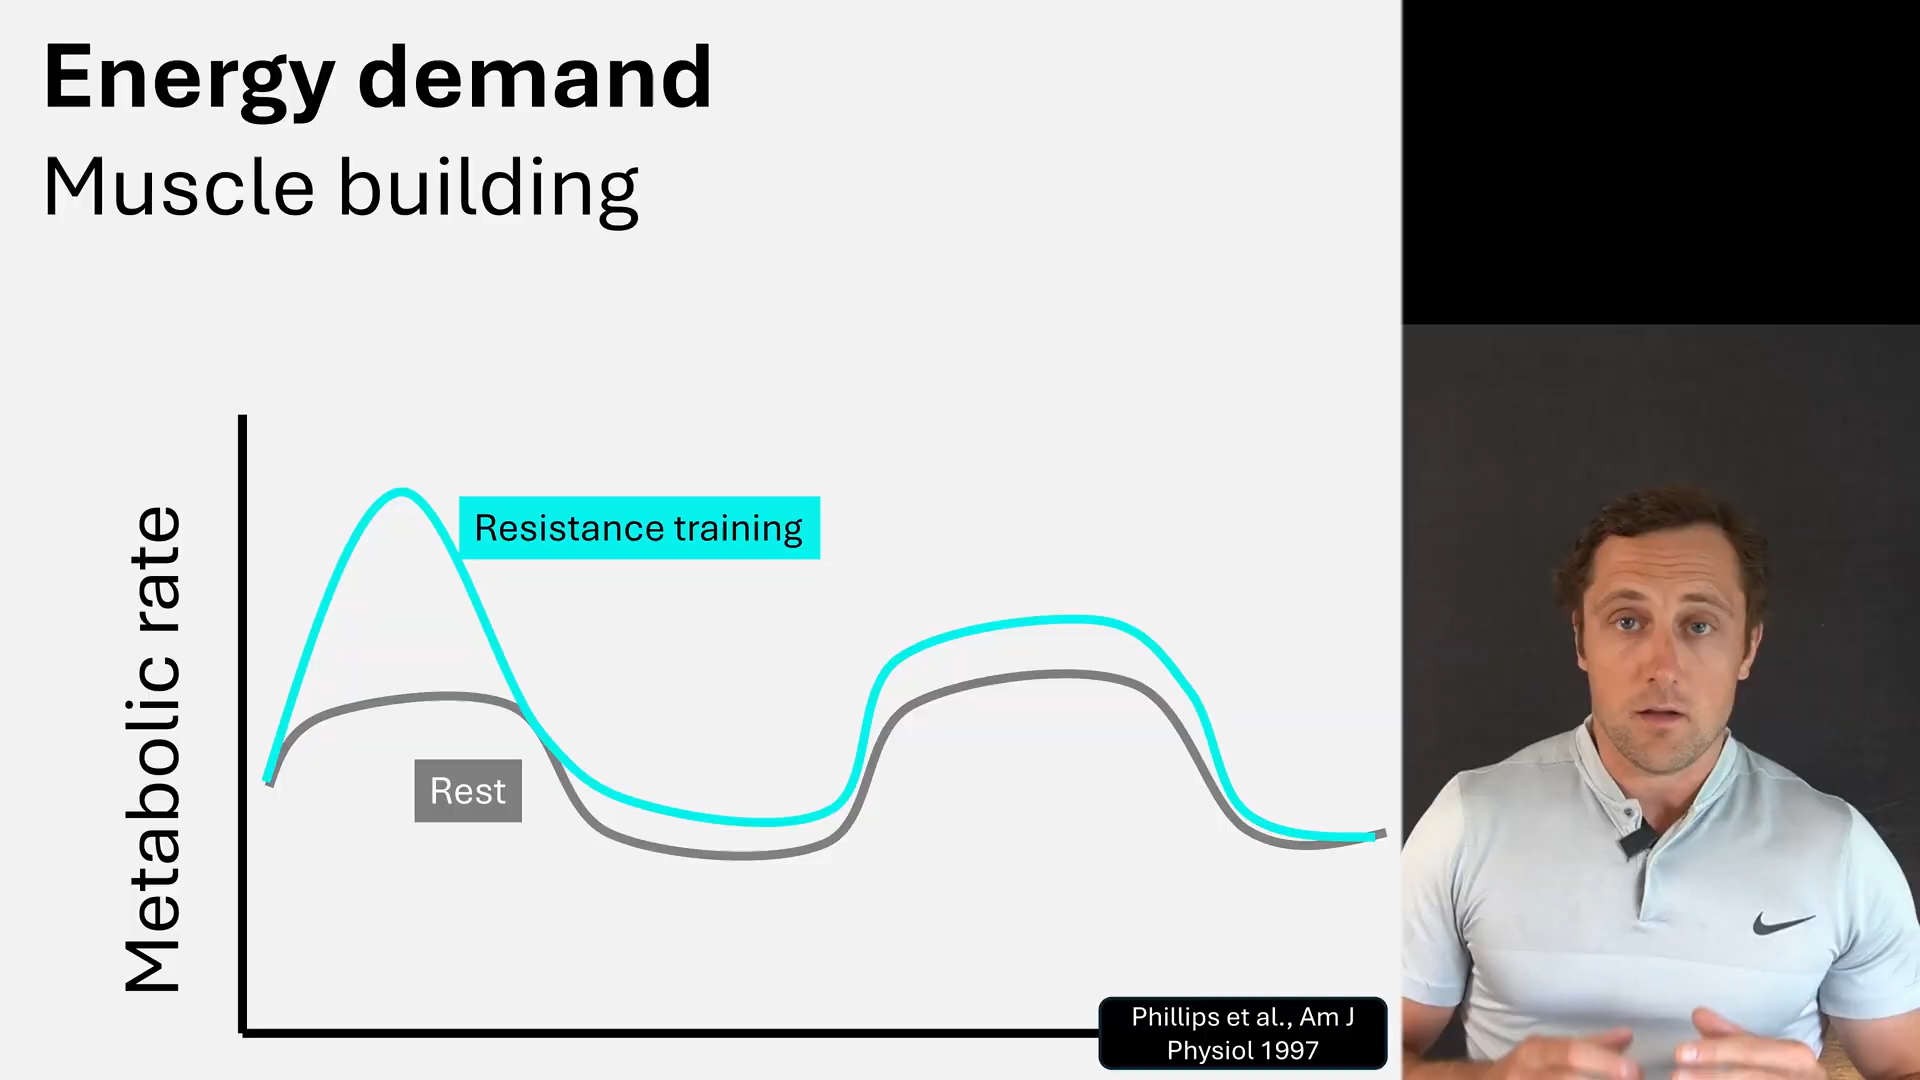 Energy demand
Muscle building
Metabolic rate
Resistance training
Rest
Phillips et al., Am J
Physiol 1997